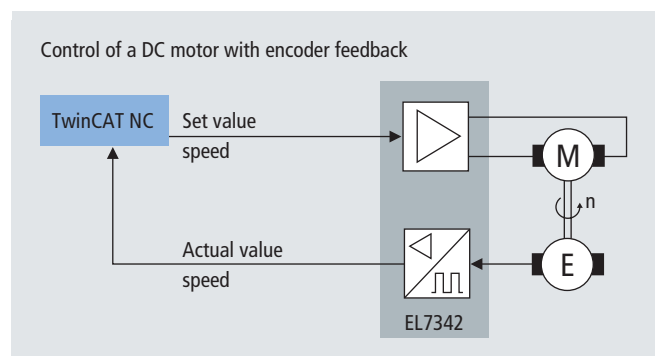 Control of a DC motor with encoder feedback
TwinCAT NC
Set value
speed
M
n
Actual value
speed
E
EL7342